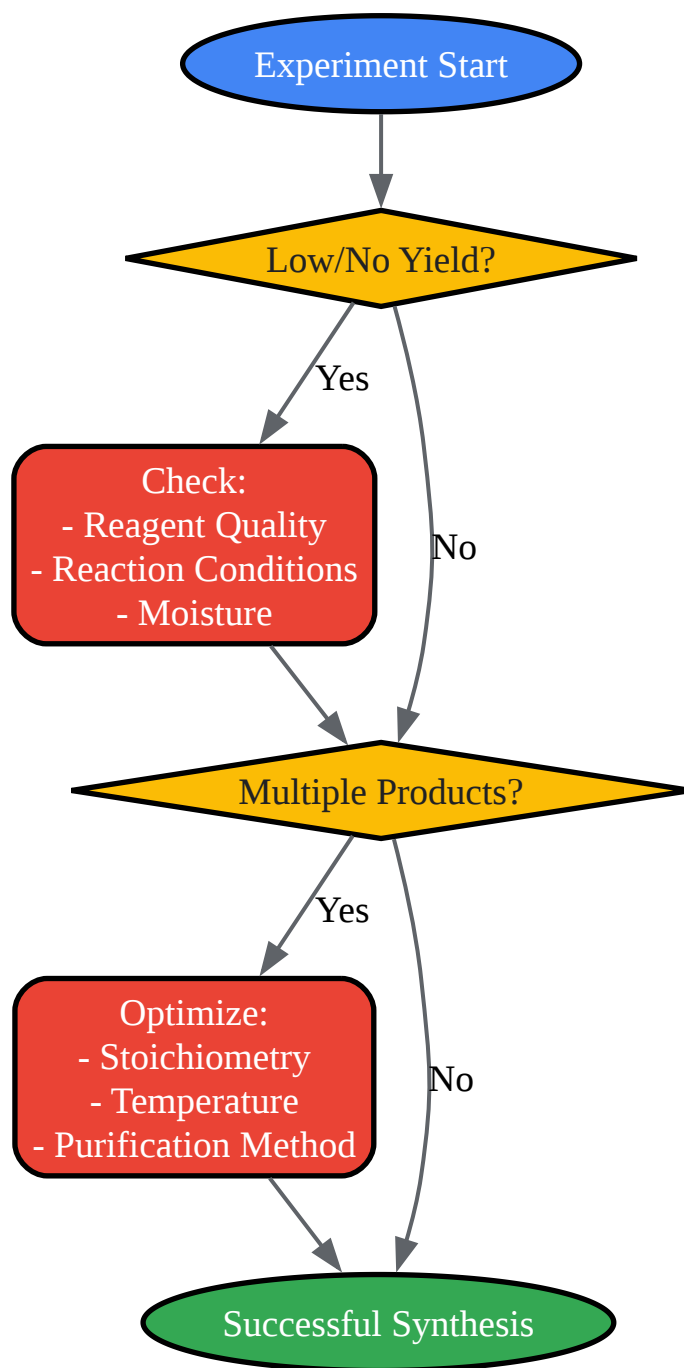 Experiment Start
Low/No Yield?
Yes
Check:
- Reagent Quality
- Reaction Conditions
- Moisture
No
Multiple Products?
Yes
Optimize:
- Stoichiometry
- Temperature
- Purification Method
No
Successful Synthesis